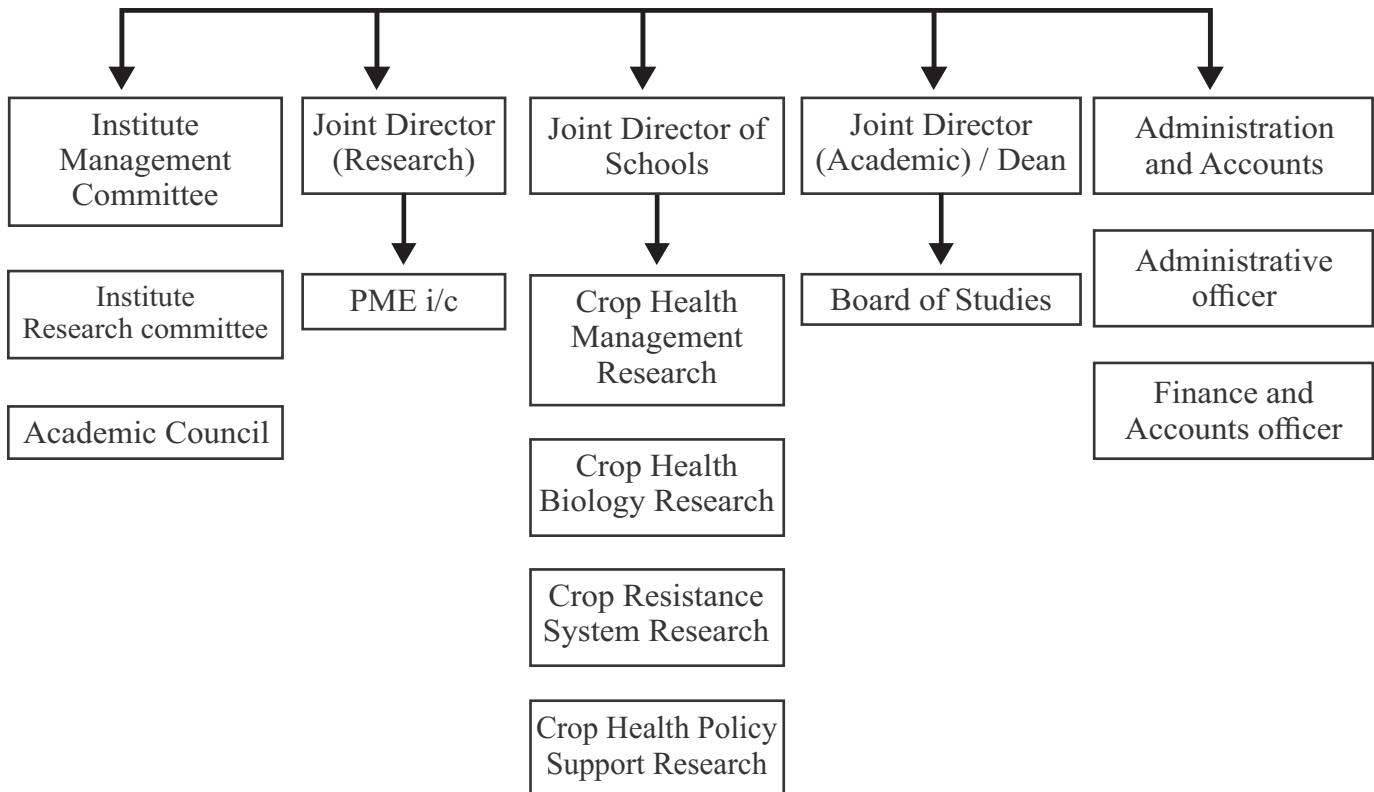 Institute
Management
Committee
Institute
Research committee
Academic Council
Joint Director
(Research)
PME i/c
Joint Director of
Schools
Crop Health
Management
Research
Crop Health
Biology Research
Crop Resistance
System Research
Crop Health Policy
Support Research
Joint Director
(Academic) / Dean
Board of Studies
Administration
and Accounts
Administrative
officer
Finance and
Accounts officer